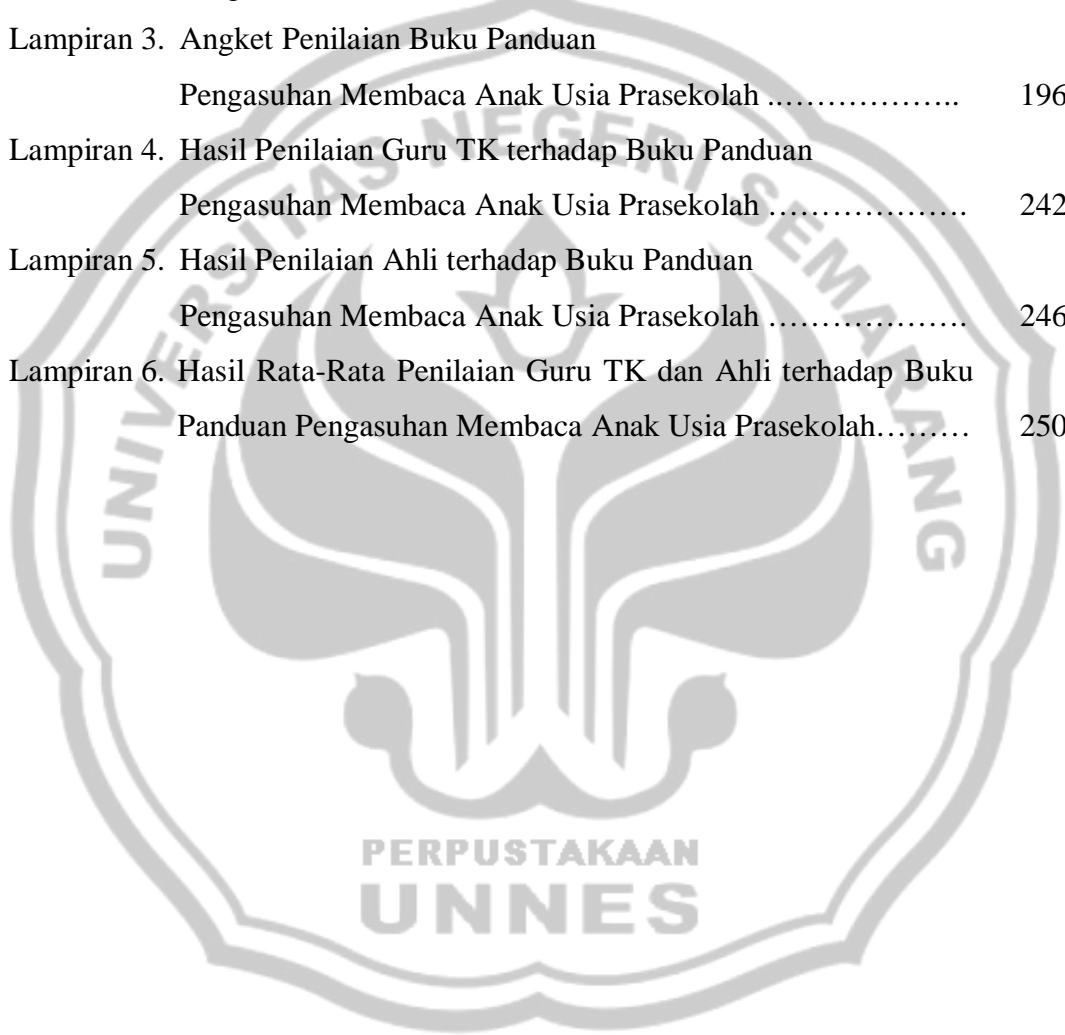 Lampiran 3. Angket Penilaian Buku Panduan
Pengasuhan Membaca Anak Usia Prasekolah ..…………….. 196
Lampiran 4. Hasil Penilaian Guru TK terhadap Buku Panduan
Pengasuhan Membaca Anak Usia Prasekolah ………………. 242
Lampiran 5. Hasil Penilaian Ahli terhadap Buku Panduan
Pengasuhan Membaca Anak Usia Prasekolah ………………. 246
Lampiran 6. Hasil Rata-Rata Penilaian Guru TK dan Ahli terhadap Buku
Panduan Pengasuhan Membaca Anak Usia Prasekolah……… 250
UNIVERSITAS NEGERI SEMARANG
PERPUSTAKAAN
UNNES